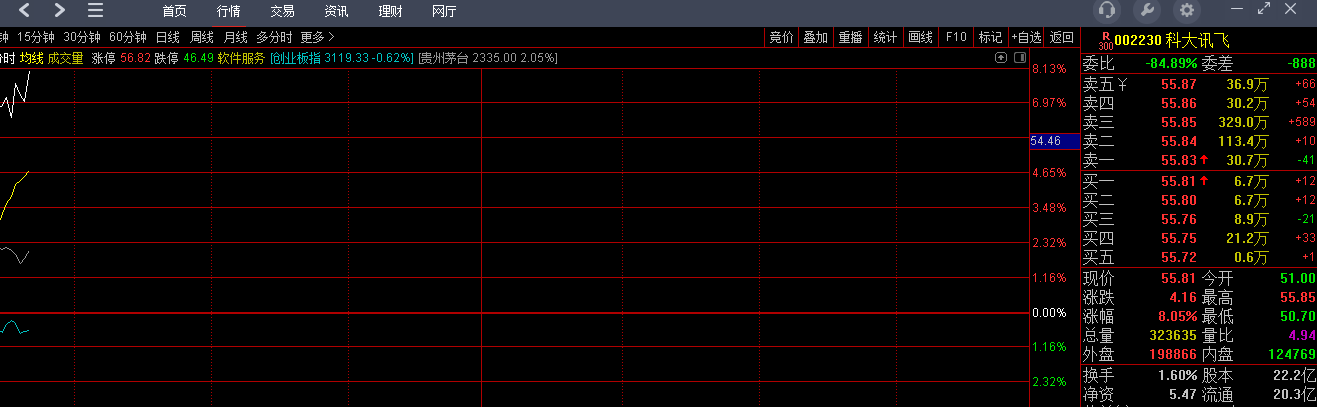 首页 行情 交易 资讯 理财 网厅
15分钟 30分钟 60分钟 日线 周线 月线 多分时 更多 竞价 叠加 重播 统计 画线 F10 标记 +自选 返回
均线 成交量 涨停 56.82 跌停 46.49 软件服务 [创业板指 3119.33 -0.62%] [贵州茅台 2335.00 2.05%]
8.13%
6.97%
54.46
4.65%
3.48%
2.32%
1.16%
0.00%
1.16%
2.32%
R 300 002230 科大讯飞
委比 -84.89% 委差 -888
卖五 ¥ 55.87 36.9万 +66
卖四 55.86 30.2万 +54
卖三 55.85 329.0万 +589
卖二 55.84 113.4万 +10
卖一 55.83 ↑ 30.7万 -41
买一 55.81 ↑ 6.7万 +12
买二 55.80 6.7万 +12
买三 55.76 8.9万 -21
买四 55.75 21.2万 +33
买五 55.72 0.6万 +1
现价 55.81 今开 51.00
涨跌 4.16 最高 55.85
涨幅 8.05% 最低 50.70
总量 323635 量比 4.94
外盘 198866 内盘 124769
换手 1.60% 股本 22.2亿
净资 5.47 流通 20.3亿